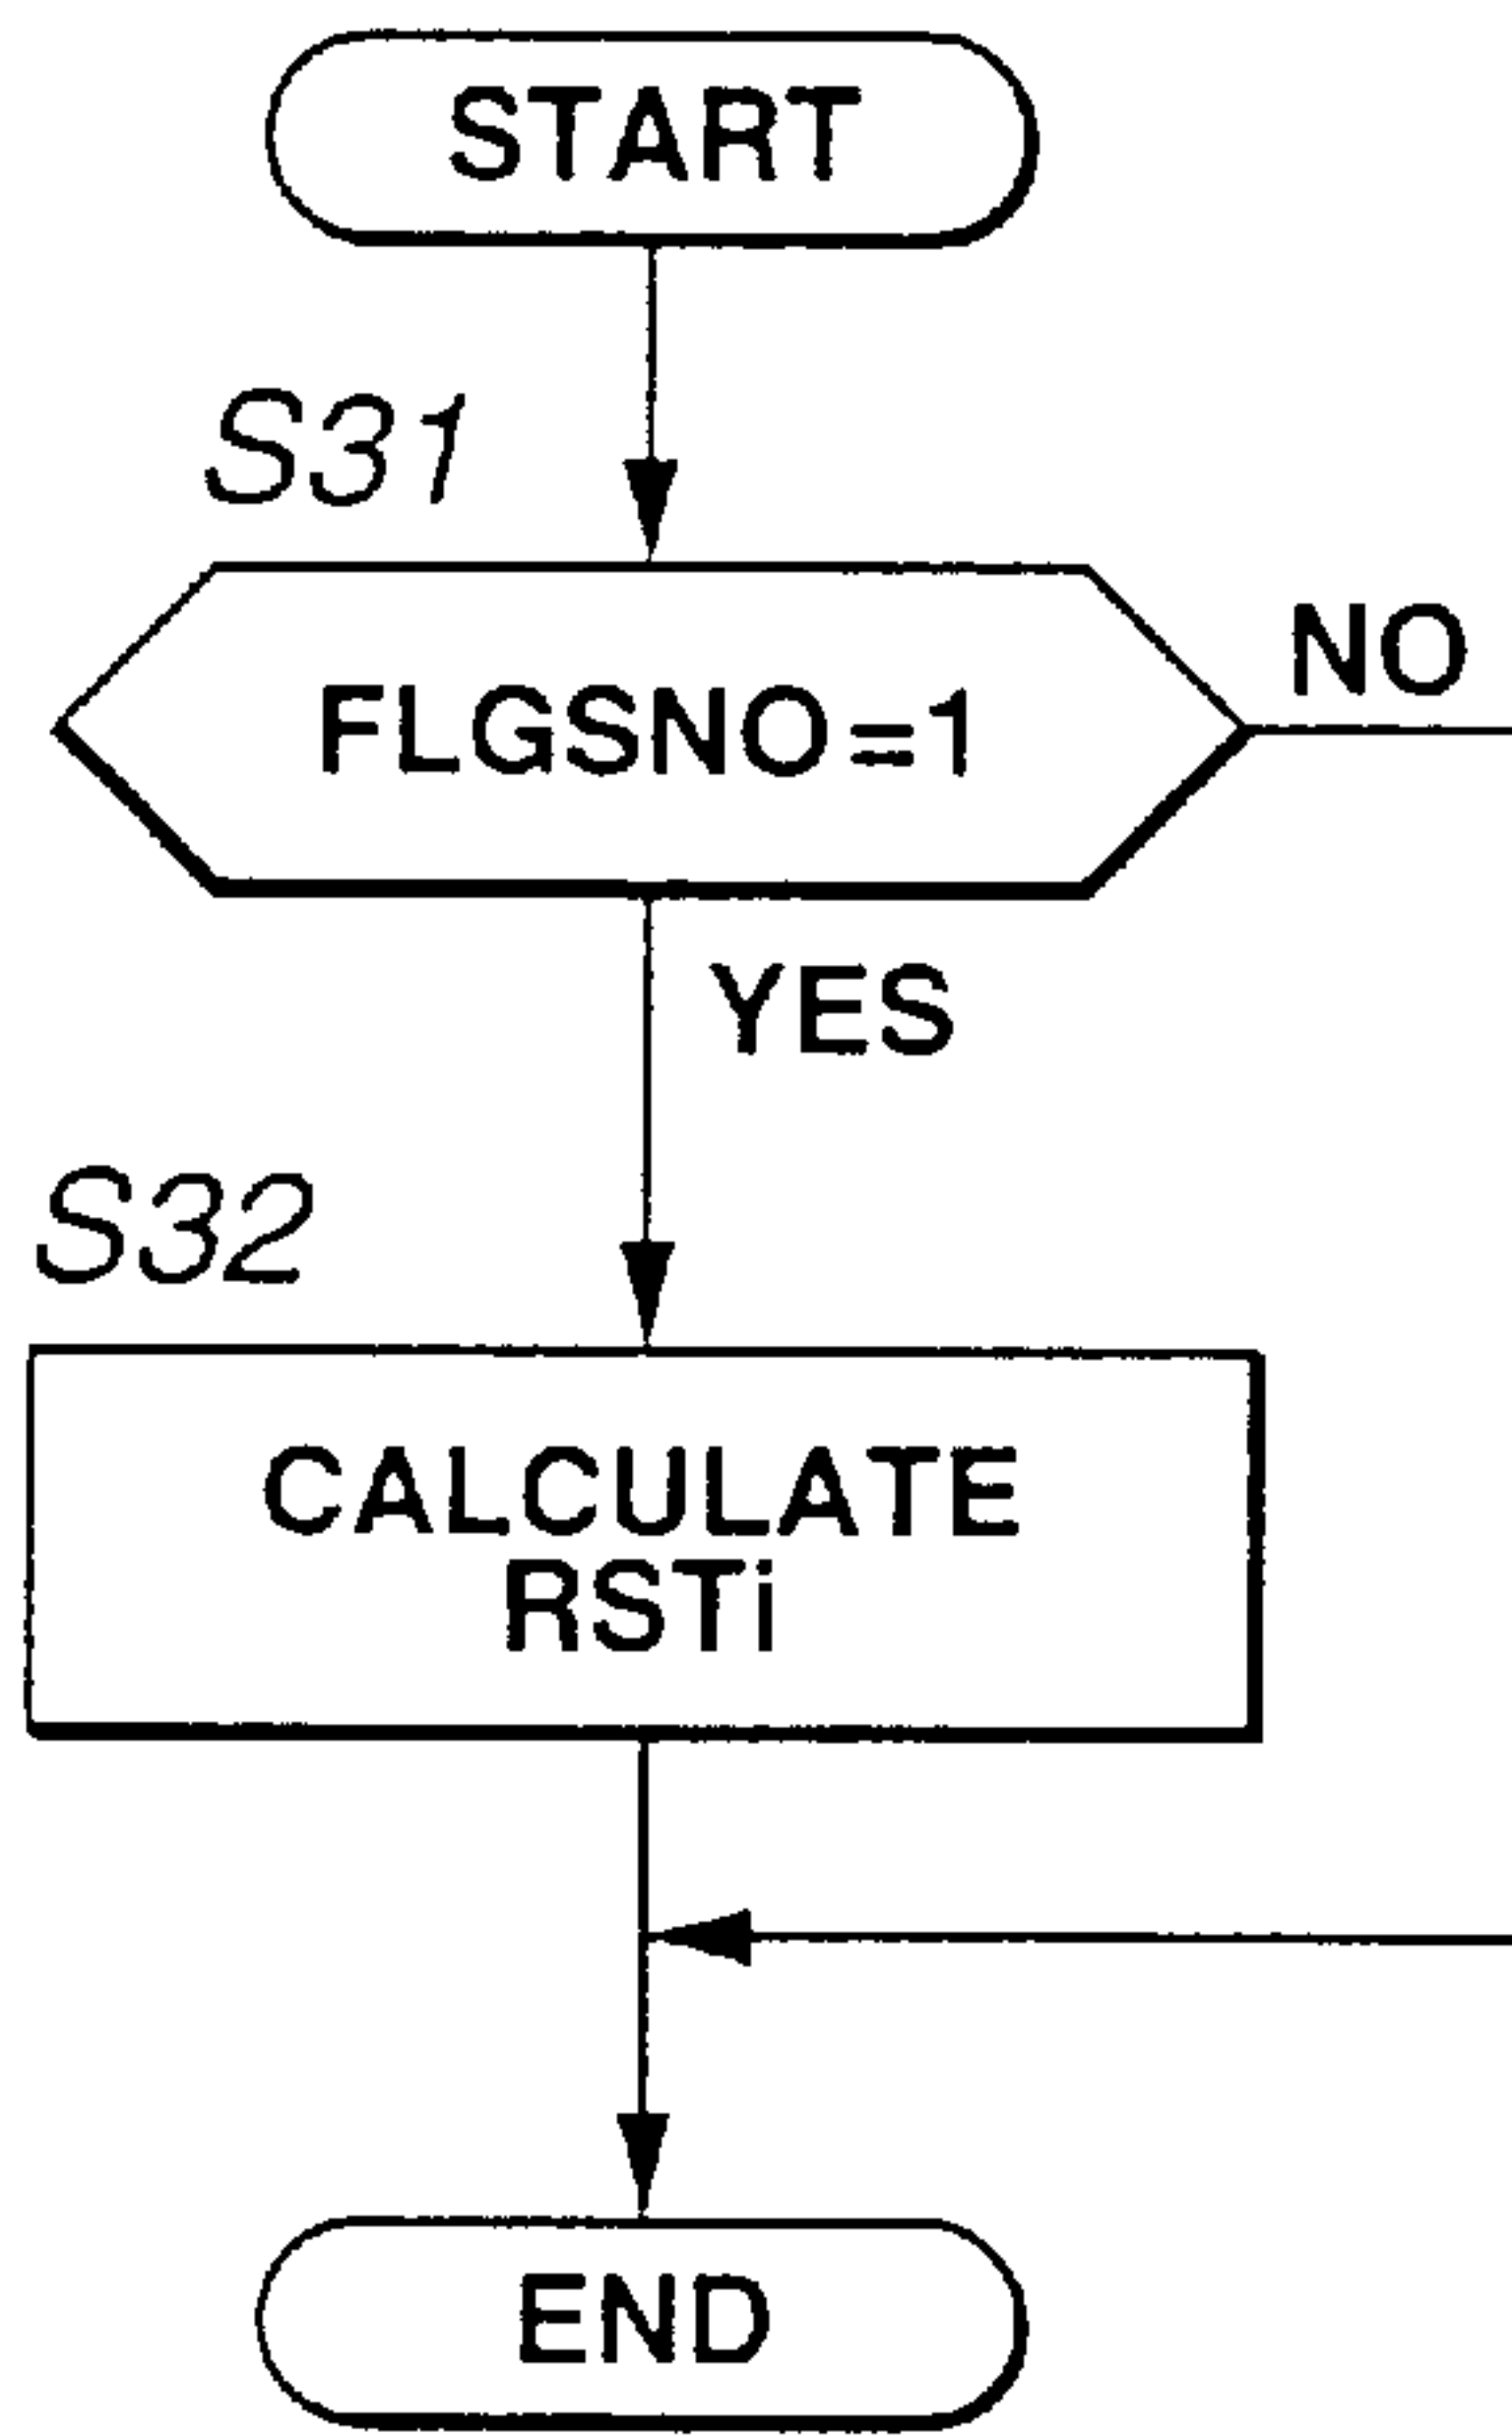 START
S31
FLGSNO=1
NO
YES
S32
CALCULATE
RSTi
END